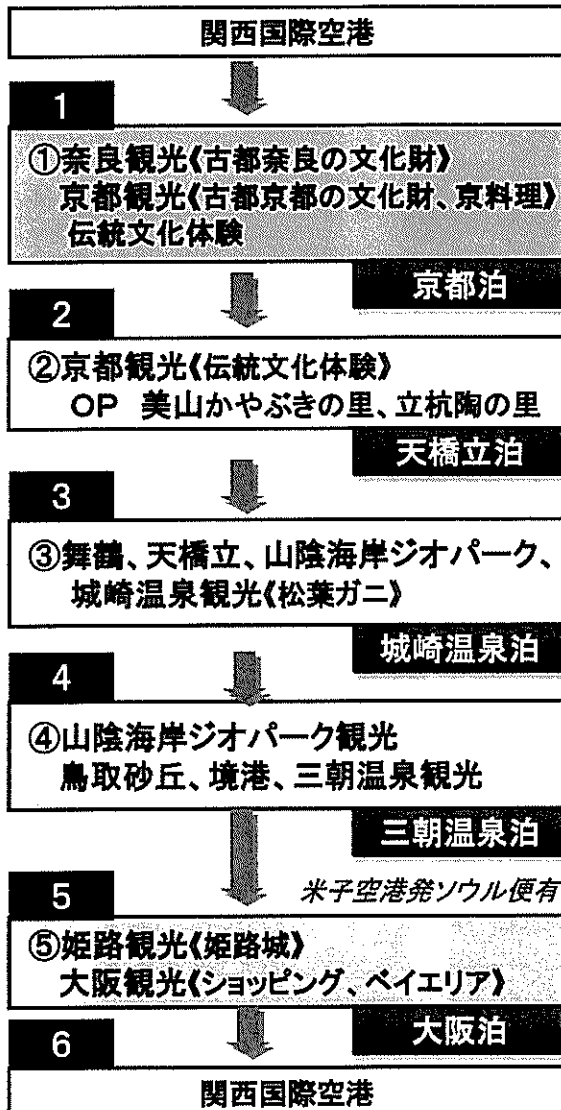 関西国際空港
1
①奈良観光《古都奈良の文化財》
京都観光《古都京都の文化財、京料理》
伝統文化体験
京都泊
2
②京都観光《伝統文化体験》
OP 美山かやぶきの里、立杭陶の里
天橋立泊
3
③舞鶴、天橋立、山陰海岸ジオパーク、
城崎温泉観光《松葉ガニ》
城崎温泉泊
4
④山陰海岸ジオパーク観光
鳥取砂丘、境港、三朝温泉観光
三朝温泉泊
米子空港発ソウル便有
5
⑤姫路観光《姫路城》
大阪観光《ショッピング、ベイエリア》
大阪泊
6
関西国際空港